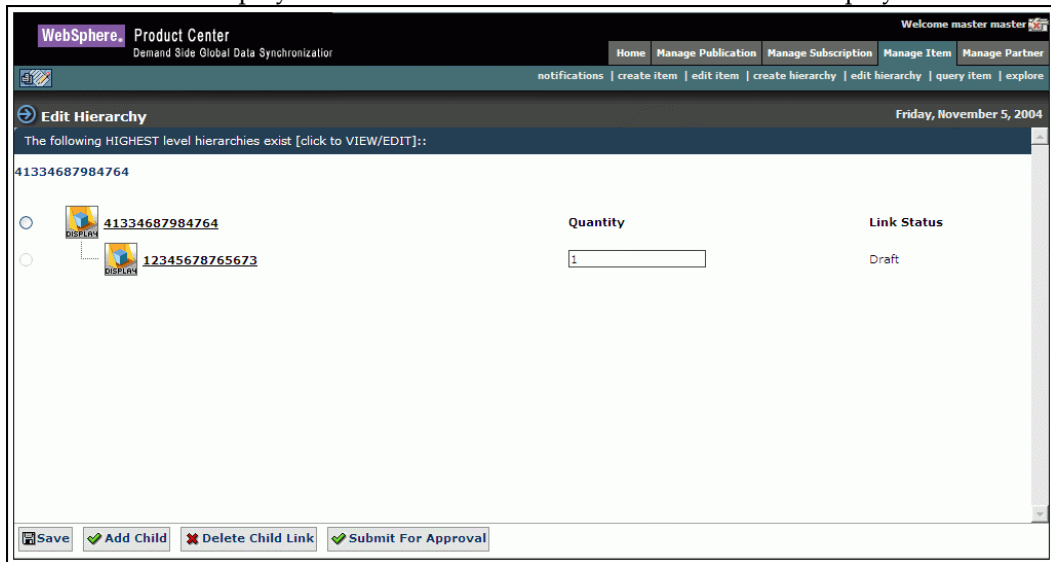 WebSphere. Product Center
Welcome master master
Demand Side Global Data Synchronization
Home Manage Publication Manage Subscription Manage Item Manage Partner
notifications | create item | edit item | create hierarchy | edit hierarchy | query item | explore
Edit Hierarchy
Friday, November 5, 2004
The following HIGHEST level hierarchies exist [click to VIEW/EDIT]::
41334687984764
DISPLAY 41334687984764 Quantity Link Status
DISPLAY 12345678765673 1 Draft
Save Add Child Delete Child Link Submit For Approval